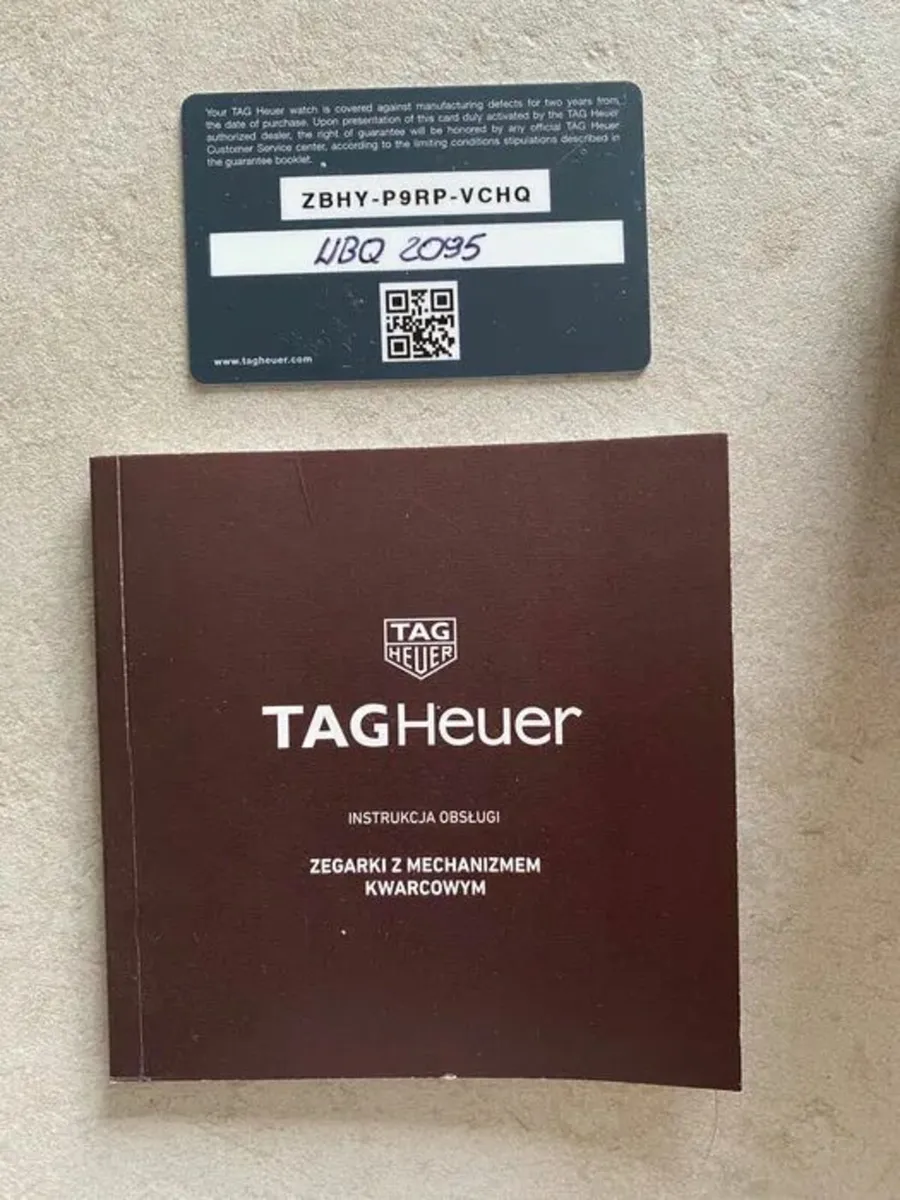 Your TAG Heuer watch is covered against manufacturing defects for two years from
the date of purchase. Upon presentation of this card duly activated by the TAG Heuer
authorized dealer, the right of guarantee will be honored by any official TAG Heuer
Customer Service center, according to the limiting conditions stipulations described in
the guarantee booklet.
ZBHY-P9RP-VCHQ
WBQ 2095
www.tagheuer.com
TAG
HEUER
TAGHeuer
INSTRUKCJA OBSŁUGI
ZEGARKI Z MECHANIZMEM
KWARCOWYM